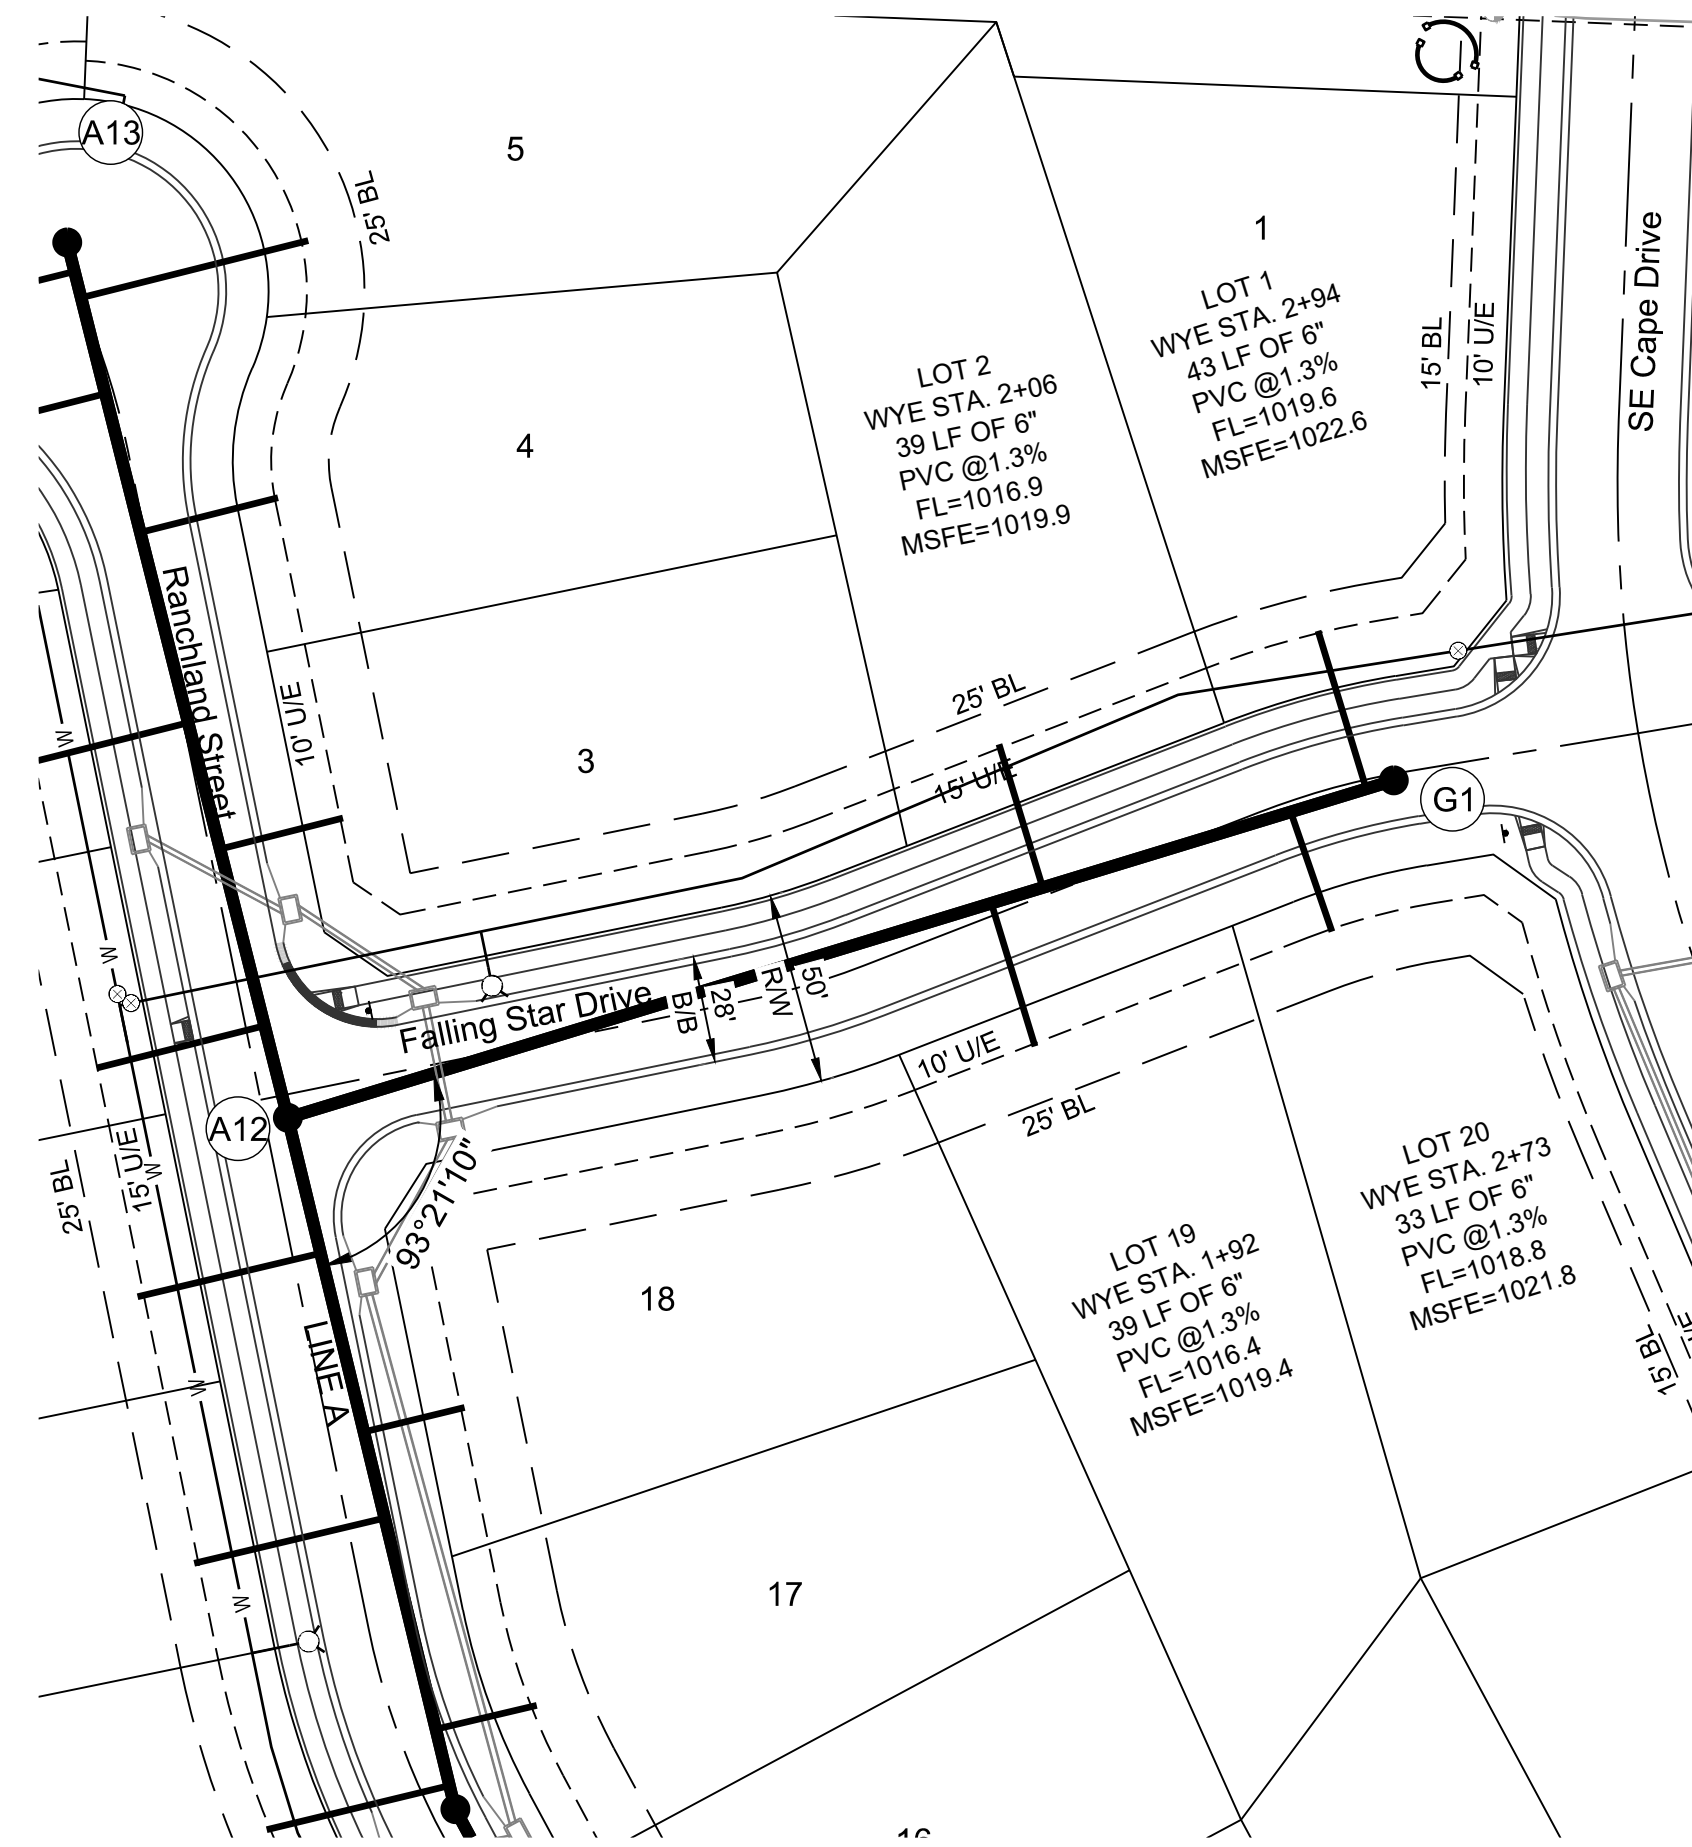 A13
25' BL
5
1
LOT 1
WYE STA. 2+94
43 LF OF 6"
PVC @1.3%
FL=1019.6
MSFE=1022.6
15' BL
10' U/E
SE Cape Drive
LOT 2
WYE STA. 2+06
39 LF OF 6"
PVC @1.3%
FL=1016.9
MSFE=1019.9
4
Ranchland Street
10' U/E
W
3
25' BL
15' U/E
G1
W
Falling Star Drive
28'
B/B
50'
R/W
10' U/E
25' BL
A12
25' BL
15' U/E
W
93°21'10"
LOT 20
WYE STA. 2+73
33 LF OF 6"
PVC @1.3%
FL=1018.8
MSFE=1021.8
LOT 19
WYE STA. 1+92
39 LF OF 6"
PVC @1.3%
FL=1016.4
MSFE=1019.4
18
LINE A
W
15' BL
17
W
16